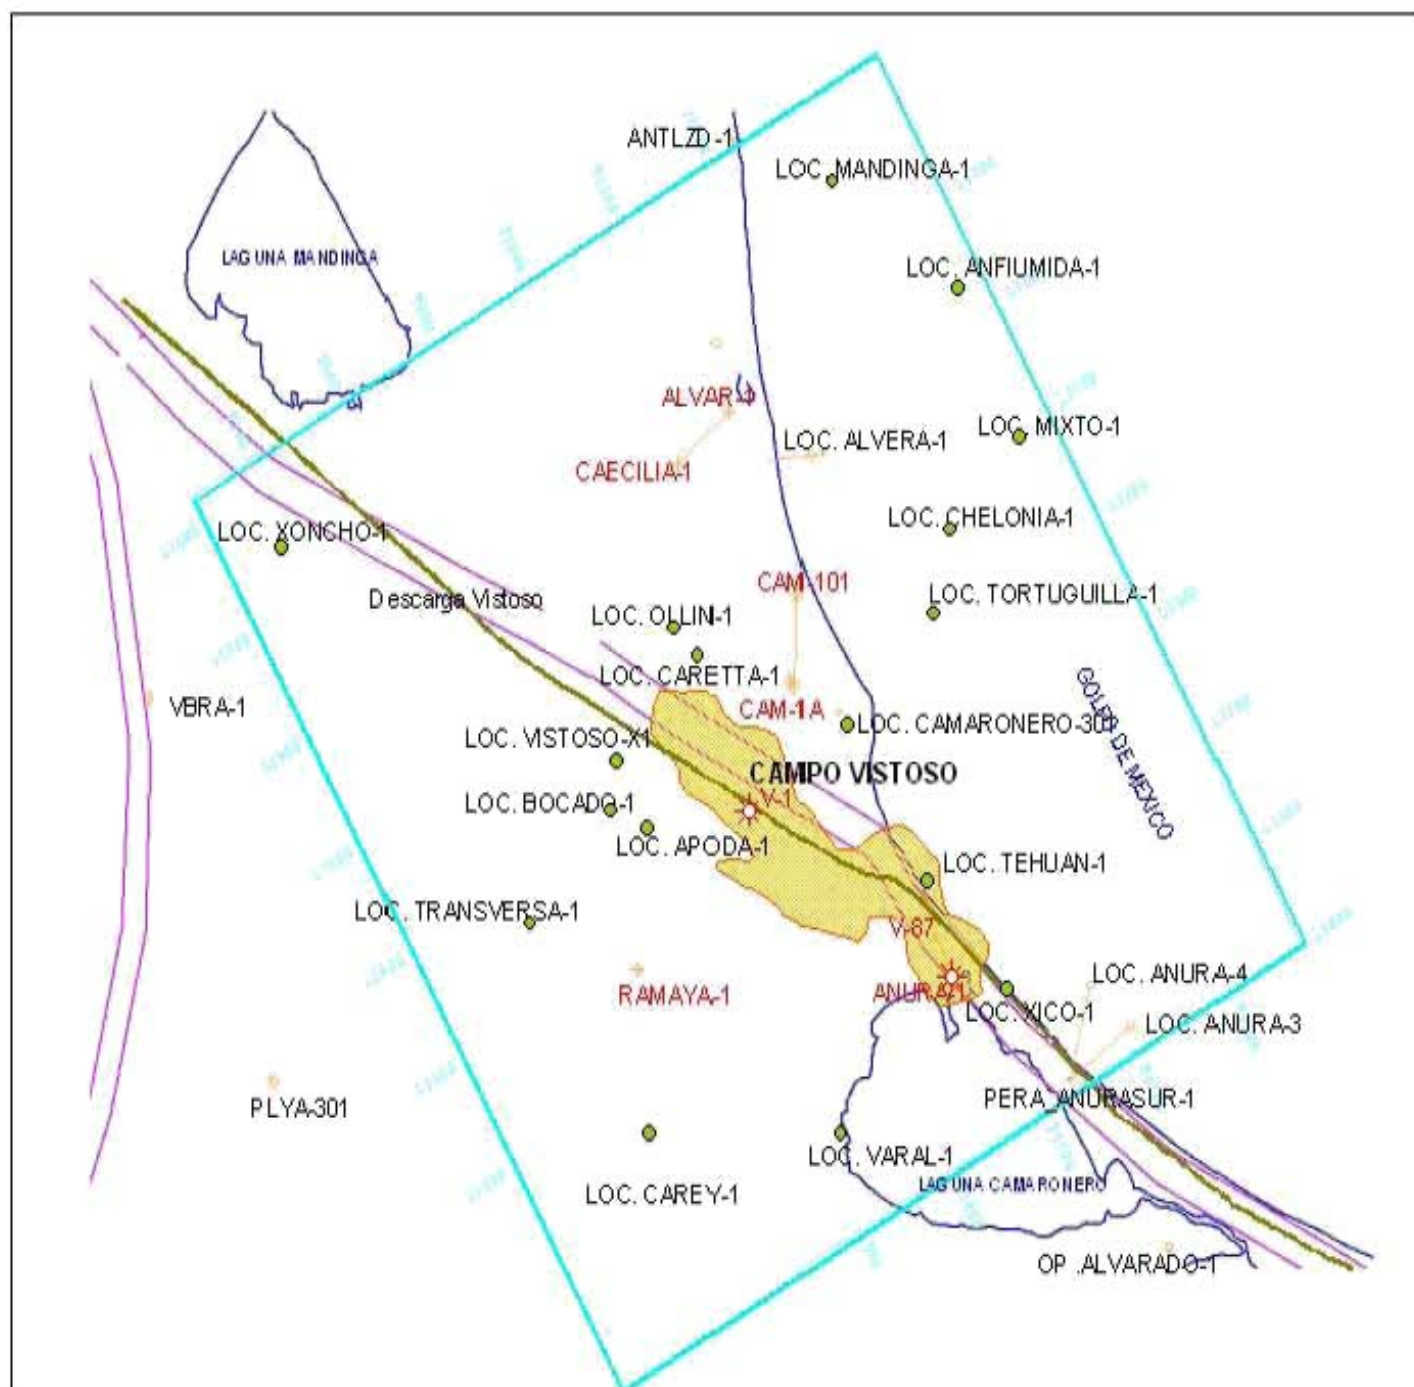 ANTLZD-1
LOC. MANDINGA-1
LAGUNA MANDINGA
LOC. ANFIUMIDA-1
ALVAR
LOC. MIXTO-1
LOC. ALVERA-1
CAECILIA-1
LOC. CHELONIA-1
LOC. XONCHO-1
CAM-101
Descarga Vistoso
LOC. TORTUGUILLA-1
LOC. OLLIN-1
LOC. CARETTA-1
VBRA-1
CAM-1A
LOC. CAMARONERO-301
GOLFO DE MEXICO
LOC. VISTOSO-X1
CAMPO VISTOSO
V-1
LOC. BOCADO-1
LOC. APODA-1
LOC. TEHUAN-1
LOC. TRANSVERSA-1
V-87
LOC. ANURA-4
RAMAYA-1
ANURA-1
LOC. XICO-1
LOC. ANURA-3
PLYA-301
PERA_ANURASUR-1
LOC. VARAL-1
LAGUNA CAMARONERO
LOC. CAREY-1
OP .ALVARADO-1